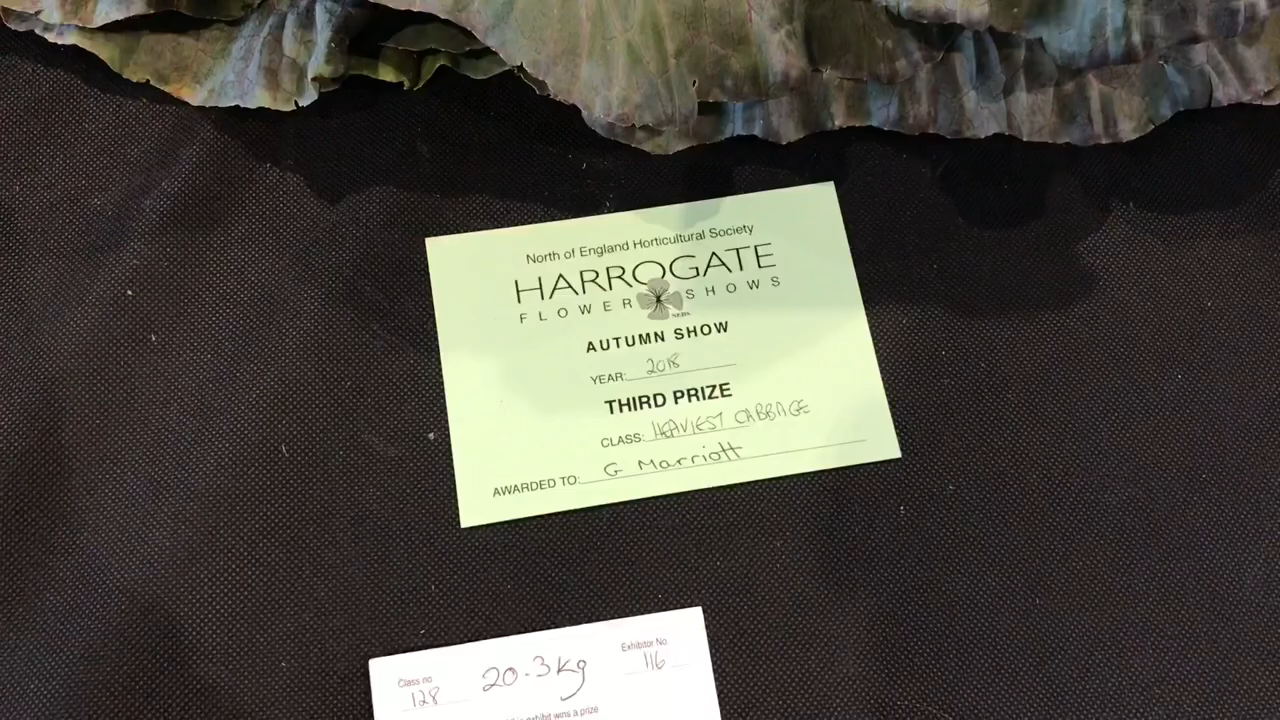 North of England Horticultural Society
HARROGATE
FLOWER SHOWS
NEHS
AUTUMN SHOW
YEAR: 2018
THIRD PRIZE
CLASS: HEAVIEST CABBAGE
AWARDED TO: G Marriott
Class no 128 20.3kg Exhibitor No. 116
exhibit wins a prize